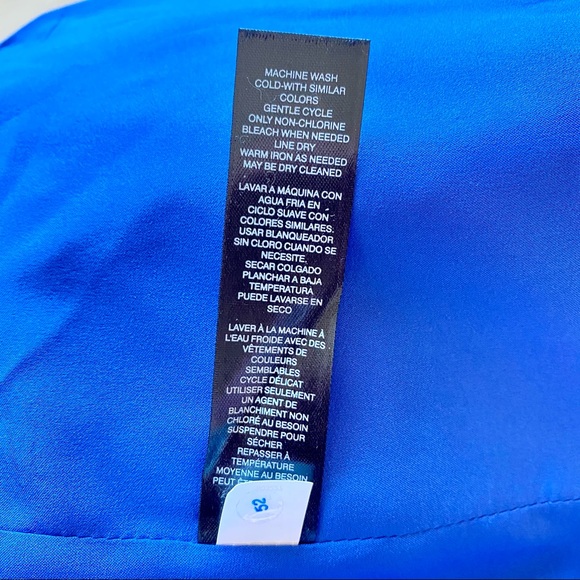 MACHINE WASH
COLD-WITH SIMILAR
COLORS
GENTLE CYCLE
ONLY NON-CHLORINE
BLEACH WHEN NEEDED
LINE DRY
WARM IRON AS NEEDED
MAY BE DRY CLEANED
LAVAR A MÁQUINA CON
AGUA FRIA EN
CICLO SUAVE CON
COLORES SIMILARES.
USAR BLANQUEADOR
SIN CLORO CUANDO SE
NECESITE.
SECAR COLGADO
PLANCHAR A BAJA
TEMPERATURA
PUEDE LAVARSE EN
SECO
LAVER À LA MACHINE À
L'EAU FROIDE AVEC DES
VÊTEMENTS DE
COULEURS
SEMBLABLES
CYCLE DÉLICAT
UTILISER SEULEMENT
UN AGENT DE
BLANCHIMENT NON
CHLORÉ AU BESOIN
SUSPENDRE POUR
SÉCHER
REPASSER À
TEMPÉRATURE
MOYENNE AU BESOIN
PEUT
52